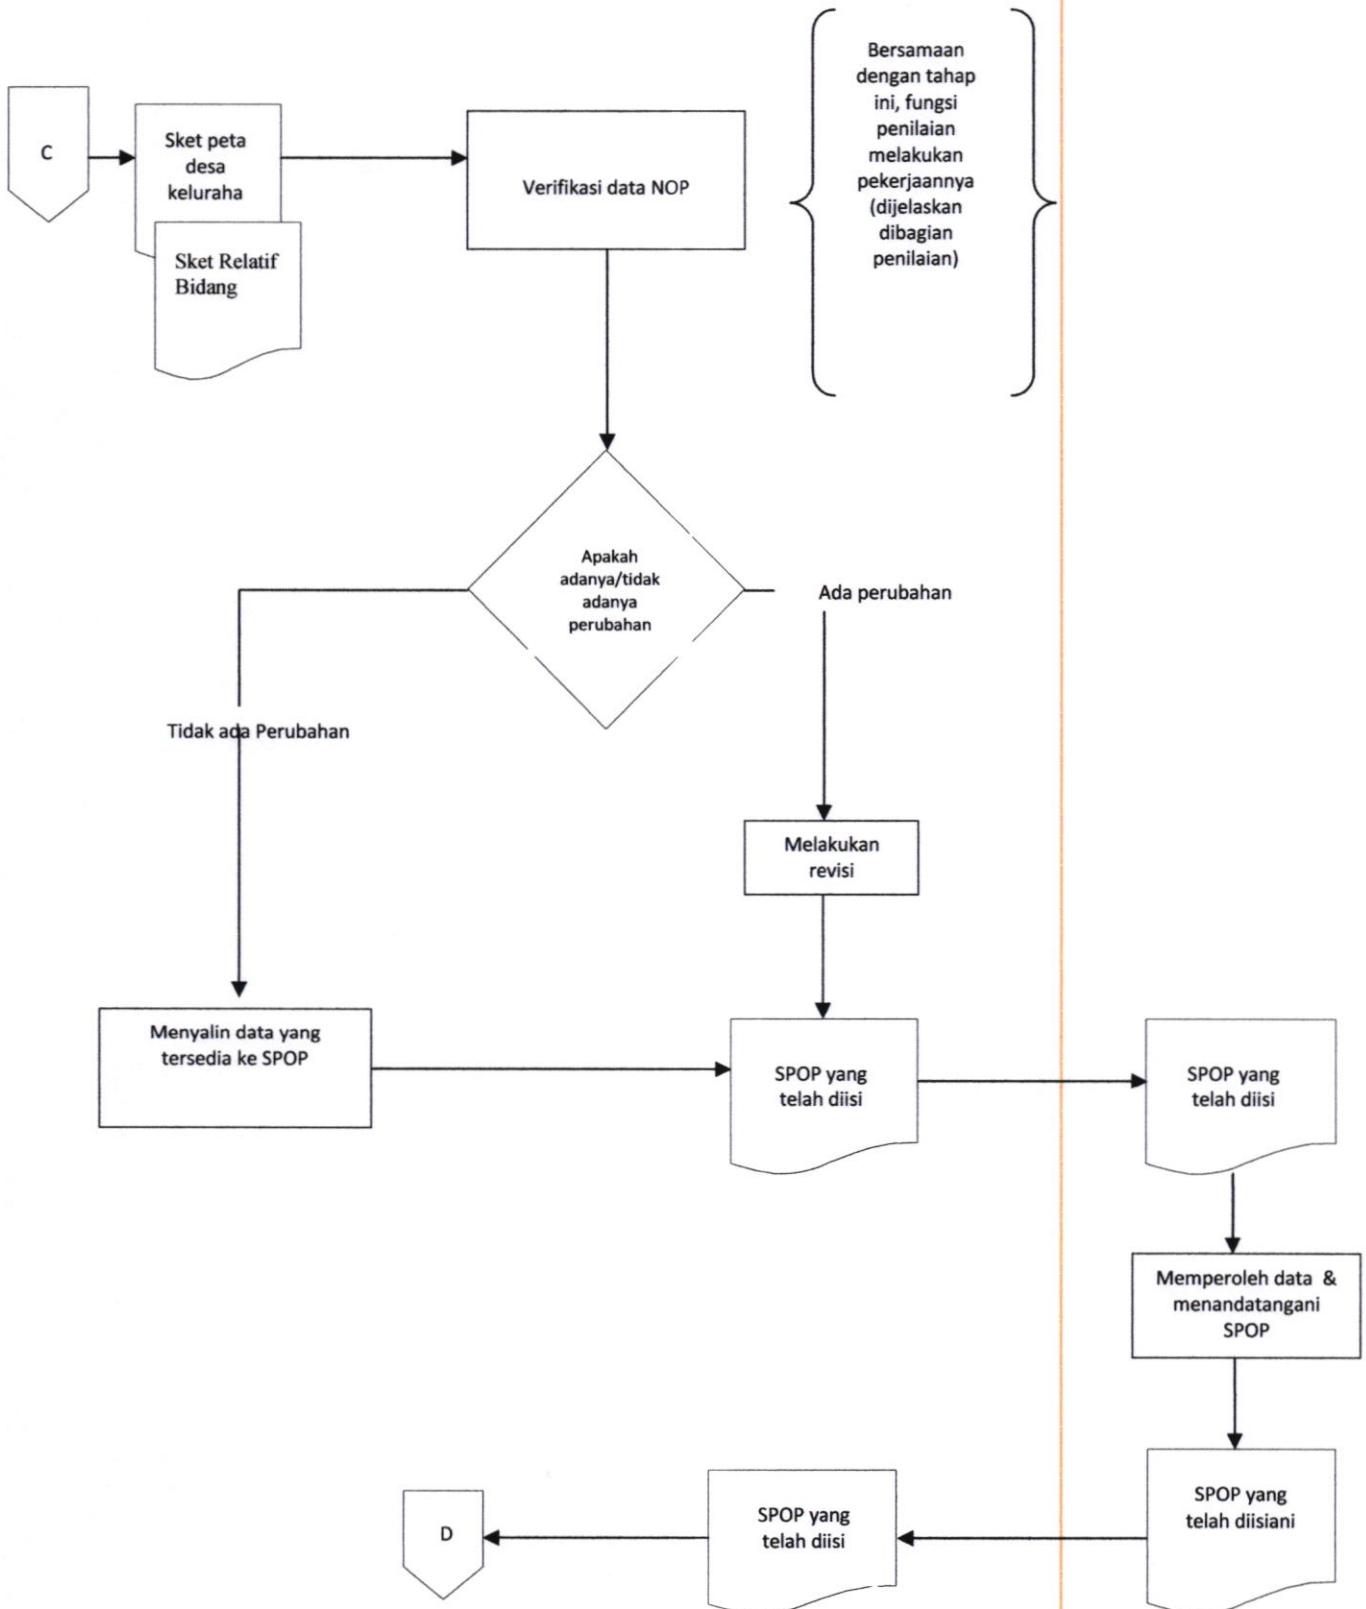 C
Sket peta
desa
keluraha
Sket Relatif
Bidang
Verifikasi data NOP
Bersamaan
dengan tahap
ini, fungsi
penilaian
melakukan
pekerjaannya
(dijelaskan
dibagian
penilaian)
Apakah
adanya/tidak
adanya
perubahan
Ada perubahan
Tidak ada Perubahan
Melakukan
revisi
Menyalin data yang
tersedia ke SPOP
SPOP yang
telah diisi
SPOP yang
telah diisi
Memperoleh data &
menandatangani
SPOP
SPOP yang
telah diisiani
SPOP yang
telah diisi
D